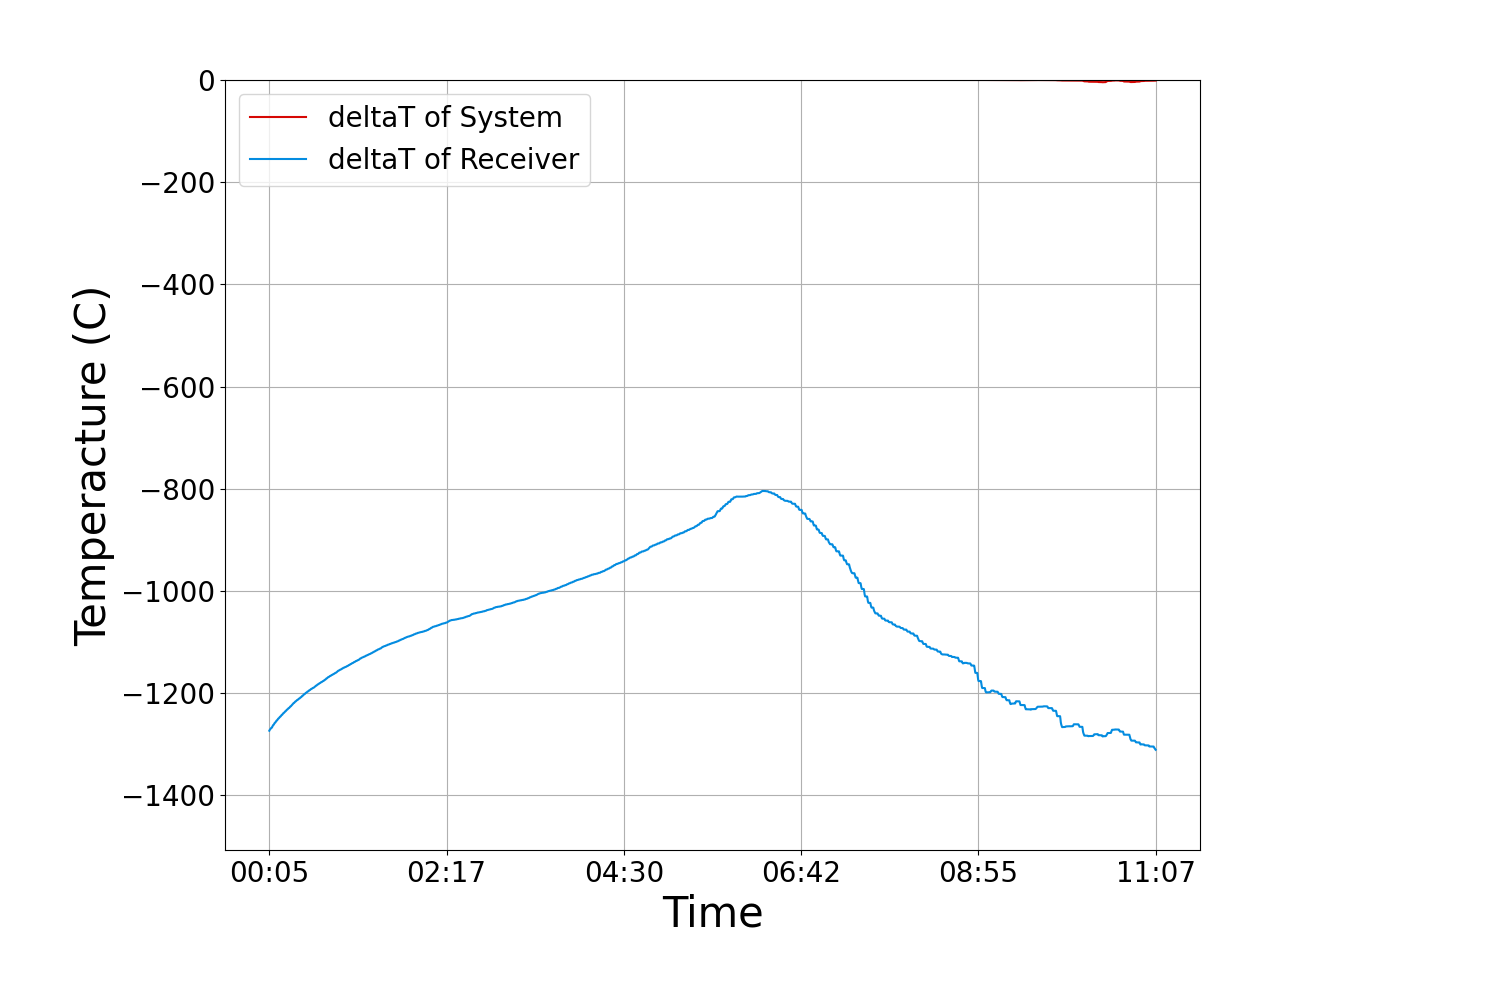 0
−200
−400
−600
−800
−1000
−1200
−1400
Temperacture (C)
deltaT of System
deltaT of Receiver
00:05 02:17 04:30 06:42 08:55 11:07
Time